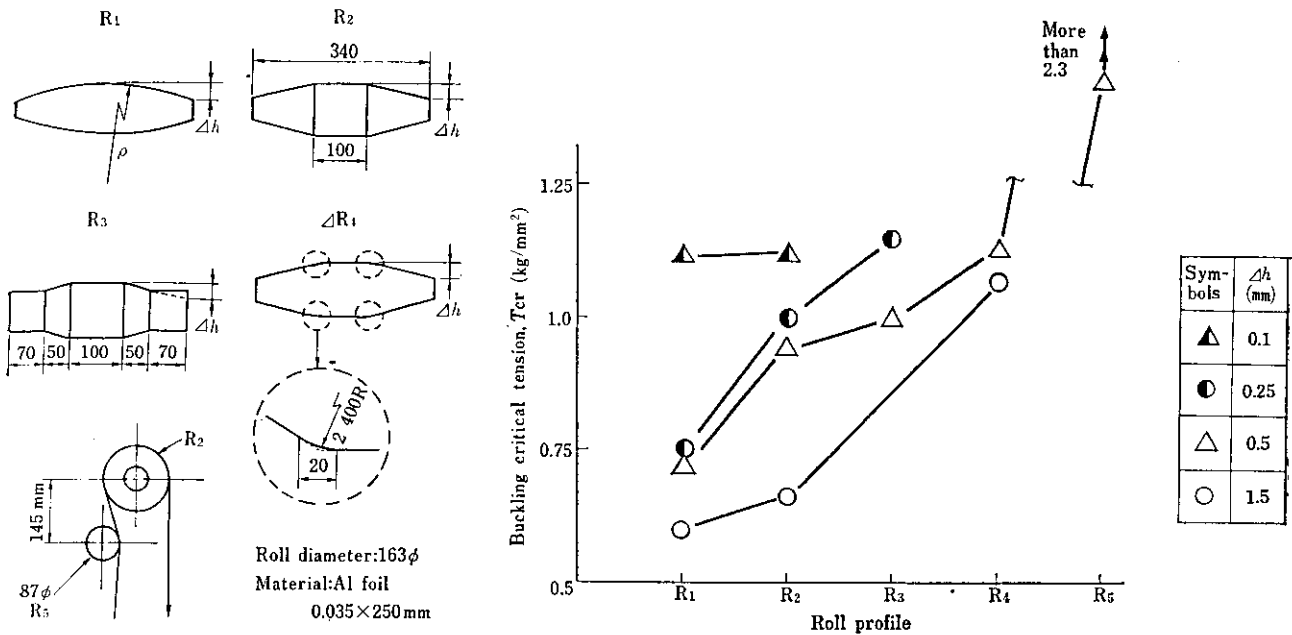 R₁
Δh
ρ
R₂
340
Δh
100
R₃
Δh
70 50 100 50 70
ΔR₄
Δh
2 400R
20
R₂
145 mm
87ϕ
R₅
Roll diameter:163ϕ
Material:Al foil
0.035×250 mm
Buckling critical tension, Tcr (kg/mm²)
1.25
1.0
0.75
0.5
More
than
2.3
R₁ R₂ R₃ R₄ R₅
Roll profile
Sym-
bols
Δh
(mm)
0.1
0.25
0.5
1.5